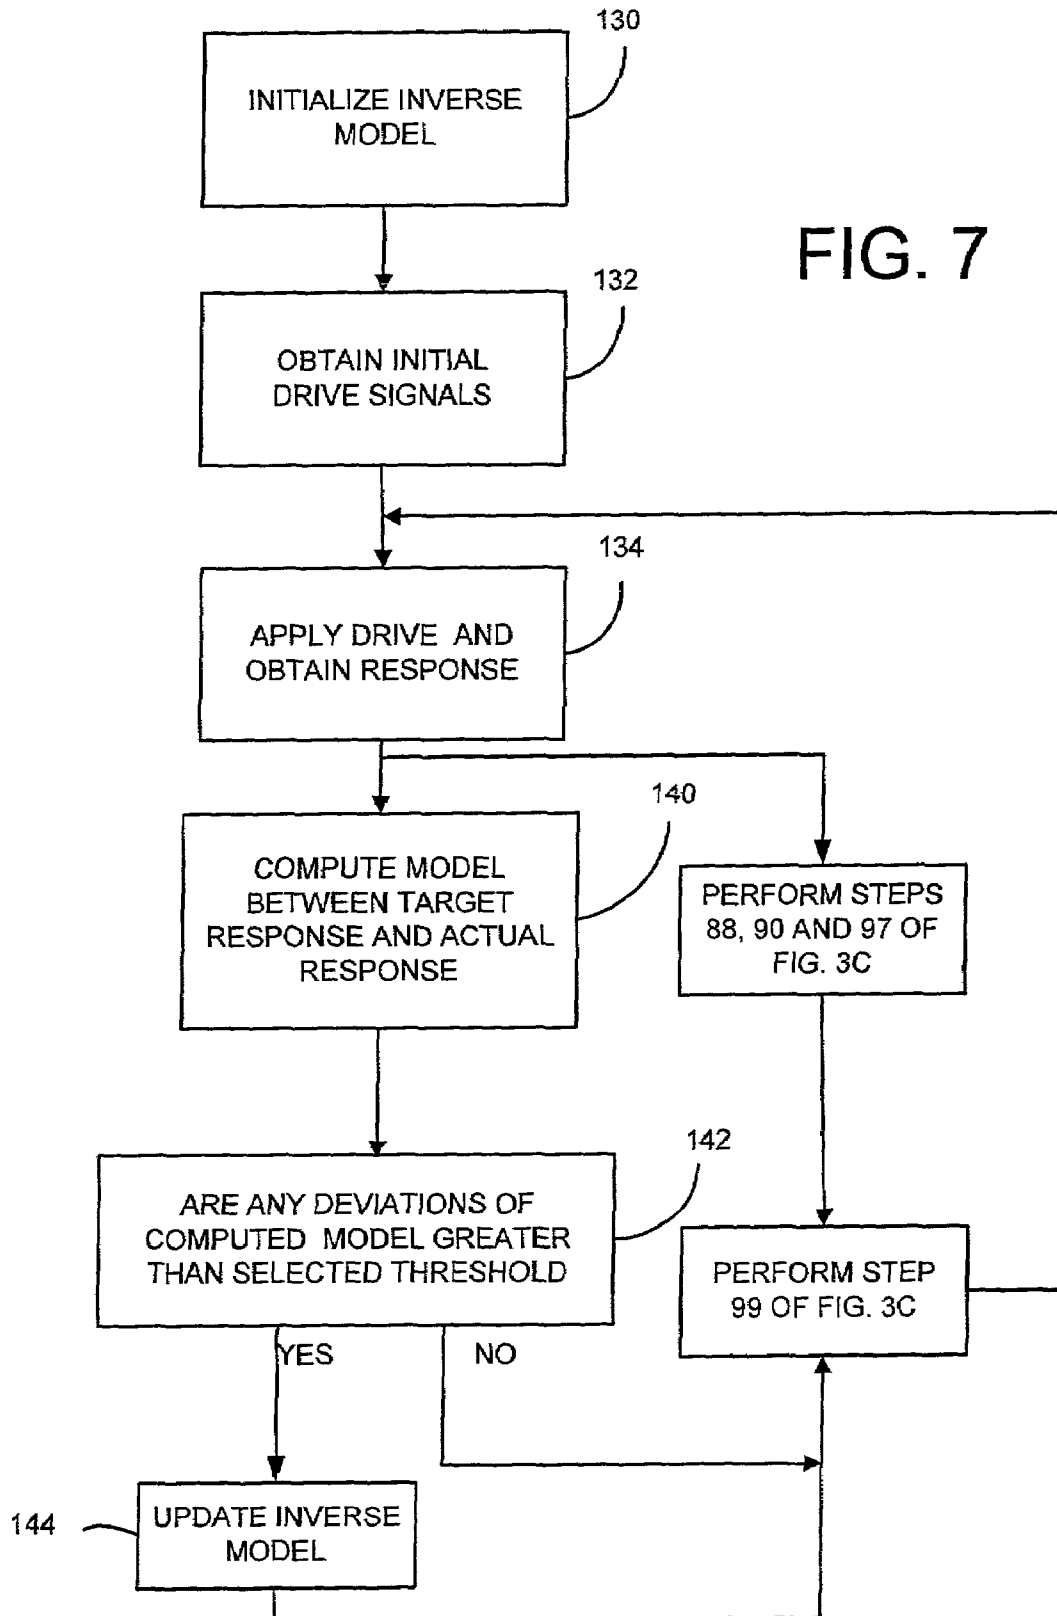 130
INITIALIZE INVERSE
MODEL
FIG. 7
132
OBTAIN INITIAL
DRIVE SIGNALS
134
APPLY DRIVE AND
OBTAIN RESPONSE
140
COMPUTE MODEL
BETWEEN TARGET
RESPONSE AND ACTUAL
RESPONSE
PERFORM STEPS
88, 90 AND 97 OF
FIG. 3C
142
ARE ANY DEVIATIONS OF
COMPUTED MODEL GREATER
THAN SELECTED THRESHOLD
PERFORM STEP
99 OF FIG. 3C
YES
NO
144
UPDATE INVERSE
MODEL